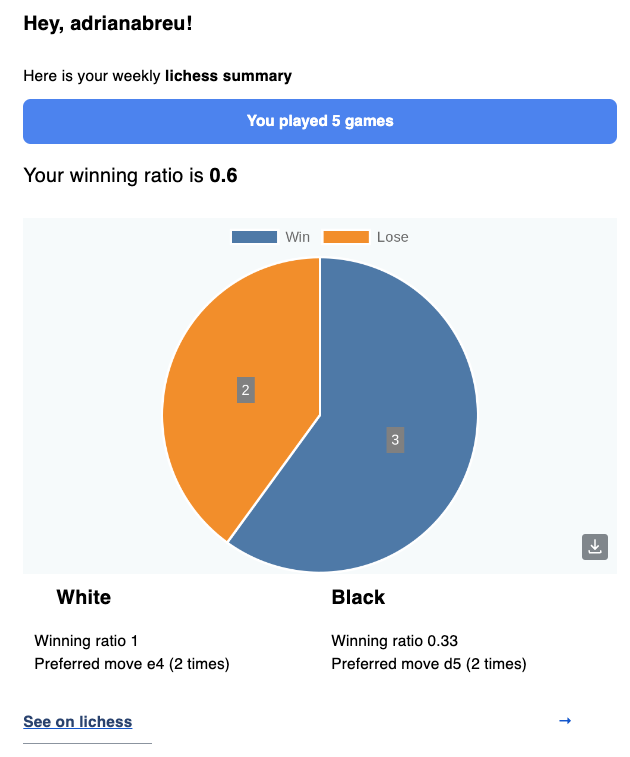 Hey, adrianabreu!
Here is your weekly lichess summary
You played 5 games
Your winning ratio is 0.6
Win Lose
2
3
White Black
Winning ratio 1 Winning ratio 0.33
Preferred move e4 (2 times) Preferred move d5 (2 times)
See on lichess →